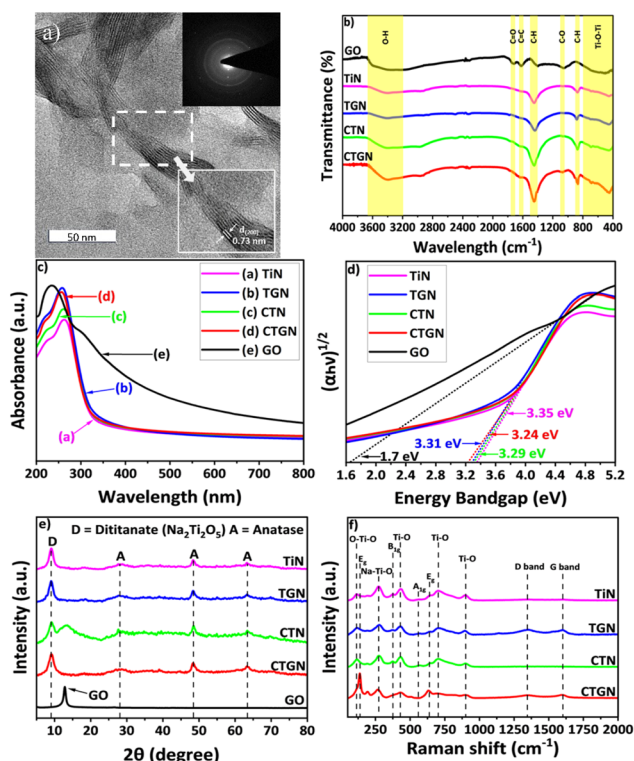 a)
50 nm
d(200)
0.73 nm
b)
O-H
C=O
C=C
C-H
C-O
C-H
Ti-O-Ti
GO
TiN
TGN
CTN
CTGN
Transmittance (%)
4000 3600 3200 2800 2400 2000 1600 1200 800 400
Wavelength (cm⁻¹)
c)
(a) TiN
(b) TGN
(c) CTN
(d) CTGN
(e) GO
(d)
(c)
(e)
(b)
(a)
Absorbance (a.u.)
200 300 400 500 600 700 800
Wavelength (nm)
d)
TiN
TGN
CTN
CTGN
GO
(αhν)^1/2
3.35 eV
3.31 eV
3.24 eV
3.29 eV
1.7 eV
1.6 2.0 2.4 2.8 3.2 3.6 4.0 4.4 4.8 5.2
Energy Bandgap (eV)
e)
D = Dititanate (Na₂Ti₂O₅) A = Anatase
D A A A
TiN
TGN
CTN
CTGN
GO
GO
Intensity (a.u.)
5 10 20 30 40 50 60 70 80
2θ (degree)
f)
O-Ti-O
Eg
Na-Ti-O
B1g
Ti-O
A1g
Eg
Ti-O
Ti-O
D band
G band
TiN
TGN
CTN
CTGN
Intensity (a.u.)
250 500 750 1000 1250 1500 1750 2000
Raman shift (cm⁻¹)